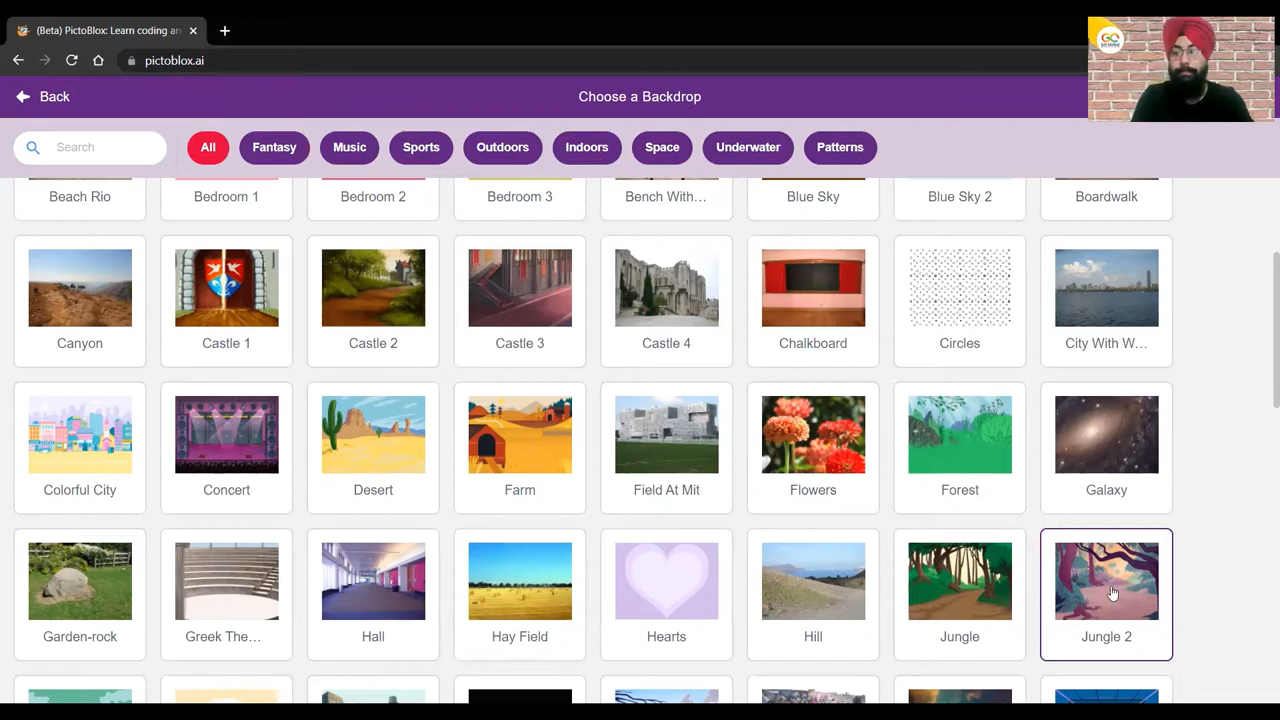 (Beta) PictoBlox: Learn coding an
pictoblox.ai
Back
Choose a Backdrop
Search
All
Fantasy
Music
Sports
Outdoors
Indoors
Space
Underwater
Patterns
Beach Rio
Bedroom 1
Bedroom 2
Bedroom 3
Bench With...
Blue Sky
Blue Sky 2
Boardwalk
Canyon
Castle 1
Castle 2
Castle 3
Castle 4
Chalkboard
Circles
City With W...
Colorful City
Concert
Desert
Farm
Field At Mit
Flowers
Forest
Galaxy
Garden-rock
Greek The...
Hall
Hay Field
Hearts
Hill
Jungle
Jungle 2